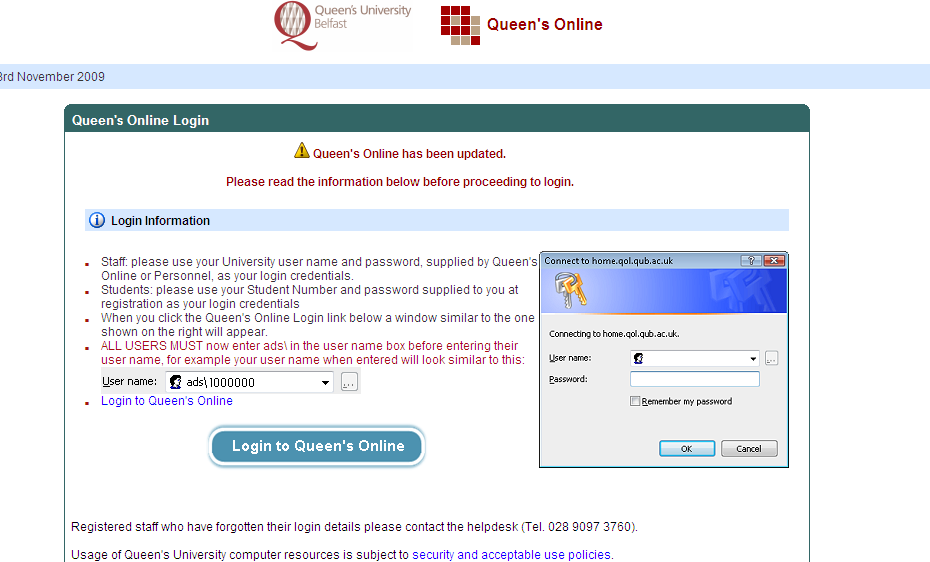 Queen's University
Belfast
Queen's Online
3rd November 2009
Queen's Online Login
Queen's Online has been updated.
Please read the information below before proceeding to login.
Login Information
Staff: please use your University user name and password, supplied by Queen's
Online or Personnel, as your login credentials.
Students: please use your Student Number and password supplied to you at
registration as your login credentials
When you click the Queen's Online Login link below a window similar to the one
shown on the right will appear.
ALL USERS MUST now enter ads\ in the user name box before entering their
user name, for example your user name when entered will look similar to this:
User name: ads\1000000 ...
Login to Queen's Online
Login to Queen's Online
Connect to home.qol.qub.ac.uk ?
Connecting to home.qol.qub.ac.uk.
User name: ...
Password:
Remember my password
OK Cancel
Registered staff who have forgotten their login details please contact the helpdesk (Tel. 028 9097 3760).
Usage of Queen's University computer resources is subject to security and acceptable use policies.